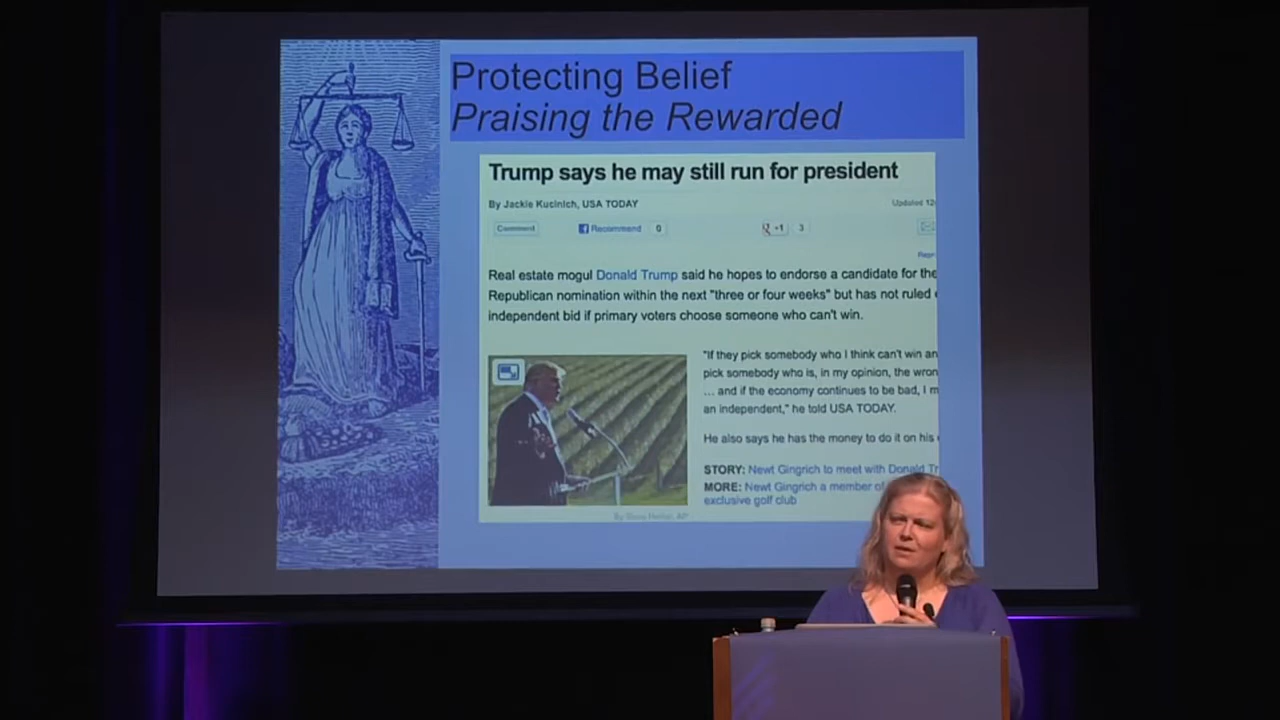 Protecting Belief
Praising the Rewarded
Trump says he may still run for president
By Jackie Kucinich, USA TODAY
Updated
Comment
Recommend
0
+1
3
Real estate mogul Donald Trump said he hopes to endorse a candidate for the
Republican nomination within the next "three or four weeks" but has not ruled
independent bid if primary voters choose someone who can't win.
"If they pick somebody who I think can't win an
pick somebody who is, in my opinion, the wron
... and if the economy continues to be bad, I m
an independent," he told USA TODAY.
He also says he has the money to do it on his
STORY: Newt Gingrich to meet with Donald Tr
MORE: Newt Gingrich a member of
exclusive golf club